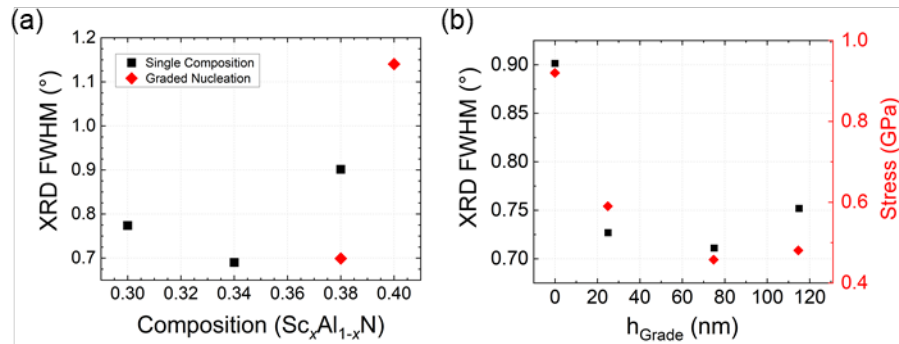 (a)
XRD FWHM (°)
1.2
1.1
1.0
0.9
0.8
0.7
Single Composition
Graded Nucleation
0.30 0.32 0.34 0.36 0.38 0.40
Composition (ScₓAl₁₋ₓN)
(b)
XRD FWHM (°)
0.90
0.85
0.80
0.75
0.70
0 20 40 60 80 100 120
h_Grade (nm)
1.0
0.8
0.6
0.4
Stress (GPa)